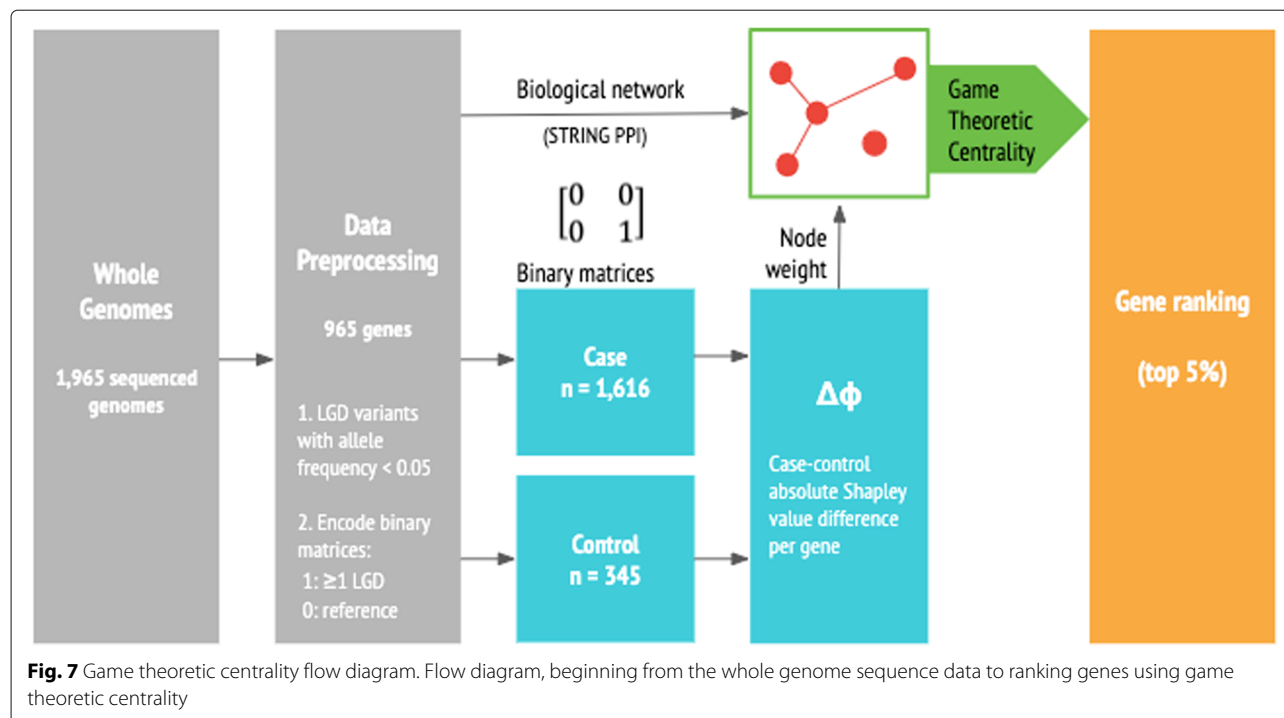 Whole
Genomes
1,965 sequenced
genomes
Data
Preprocessing
965 genes
1. LGD variants
with allele
frequency < 0.05
2. Encode binary
matrices:
1: ≥1 LGD
0: reference
Biological network
(STRING PPI)
[0 0
0 1]
Binary matrices
Case
n = 1,616
Control
n = 345
Node
weight
Δϕ
Case-control
absolute Shapley
value difference
per gene
Game
Theoretic
Centrality
Gene ranking
(top 5%)
Fig. 7 Game theoretic centrality flow diagram. Flow diagram, beginning from the whole genome sequence data to ranking genes using game
theoretic centrality